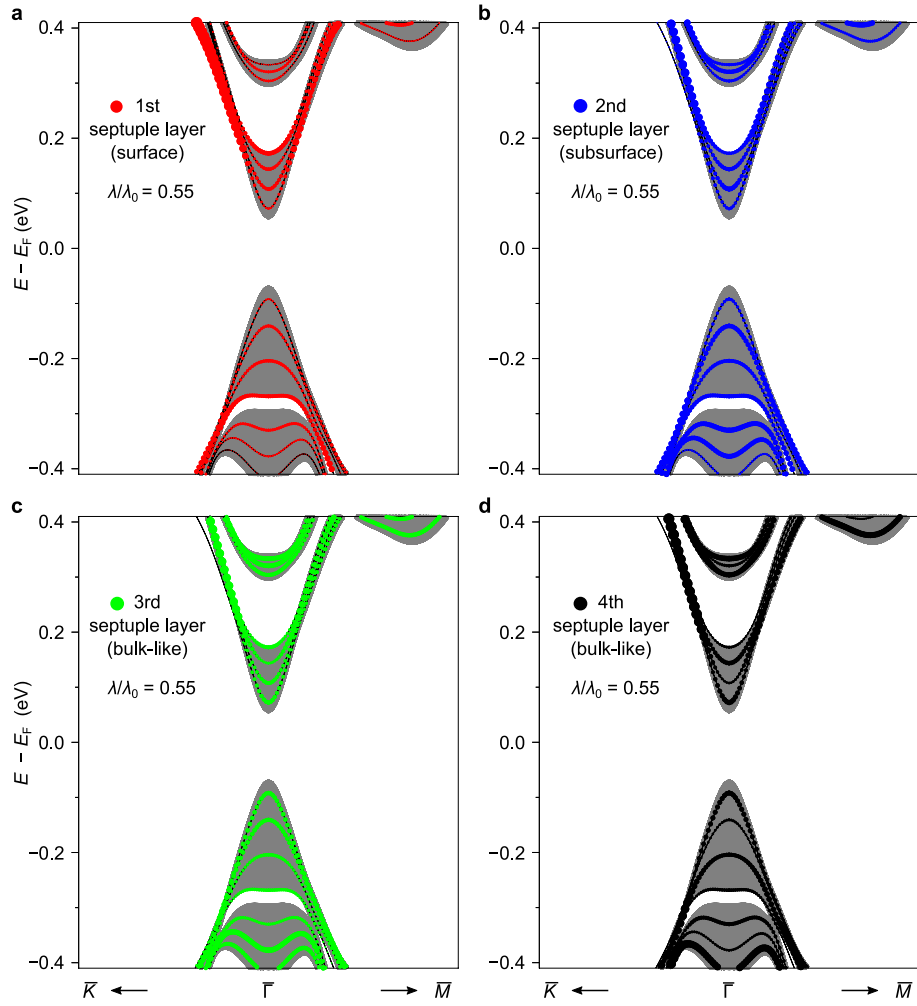 a
0.4
0.2
0.0
−0.2
−0.4
E − E_F (eV)
1st
septuple layer
(surface)
λ/λ₀ = 0.55
b
2nd
septuple layer
(subsurface)
λ/λ₀ = 0.55
c
0.4
0.2
0.0
−0.2
−0.4
E − E_F (eV)
3rd
septuple layer
(bulk-like)
λ/λ₀ = 0.55
d
4th
septuple layer
(bulk-like)
λ/λ₀ = 0.55
K̅ ← Γ̅ → M̅
K̅ ← Γ̅ → M̅